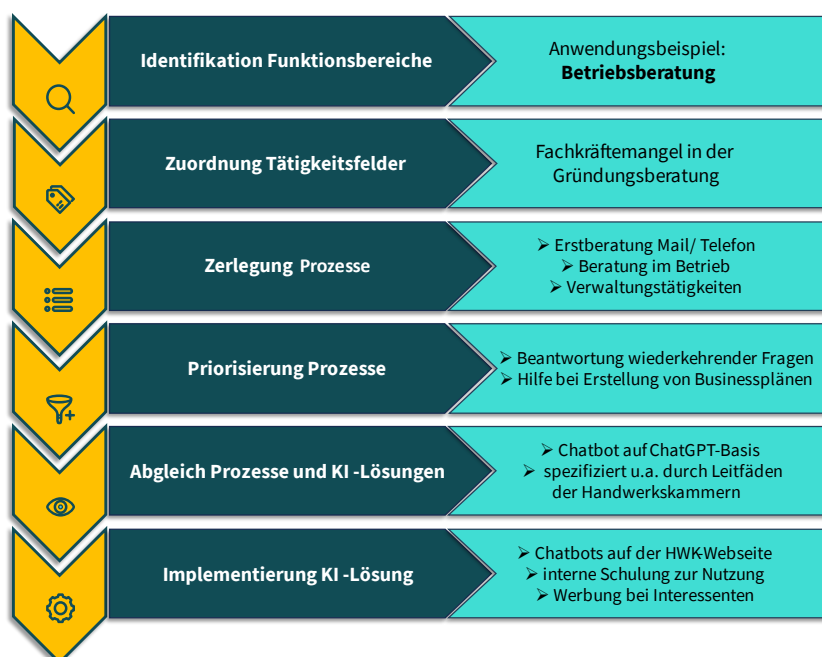 Identifikation Funktionsbereiche
Anwendungsbeispiel:
Betriebsberatung
Zuordnung Tätigkeitsfelder
Fachkräftemangel in der
Gründungsberatung
Zerlegung Prozesse
➢ Erstberatung Mail/ Telefon
➢ Beratung im Betrieb
➢ Verwaltungstätigkeiten
Priorisierung Prozesse
➢ Beantwortung wiederkehrender Fragen
➢ Hilfe bei Erstellung von Businessplänen
Abgleich Prozesse und KI -Lösungen
➢ Chatbot auf ChatGPT-Basis
➢ spezifiziert u.a. durch Leitfäden
der Handwerkskammern
Implementierung KI -Lösung
➢ Chatbots auf der HWK-Webseite
➢ interne Schulung zur Nutzung
➢ Werbung bei Interessenten